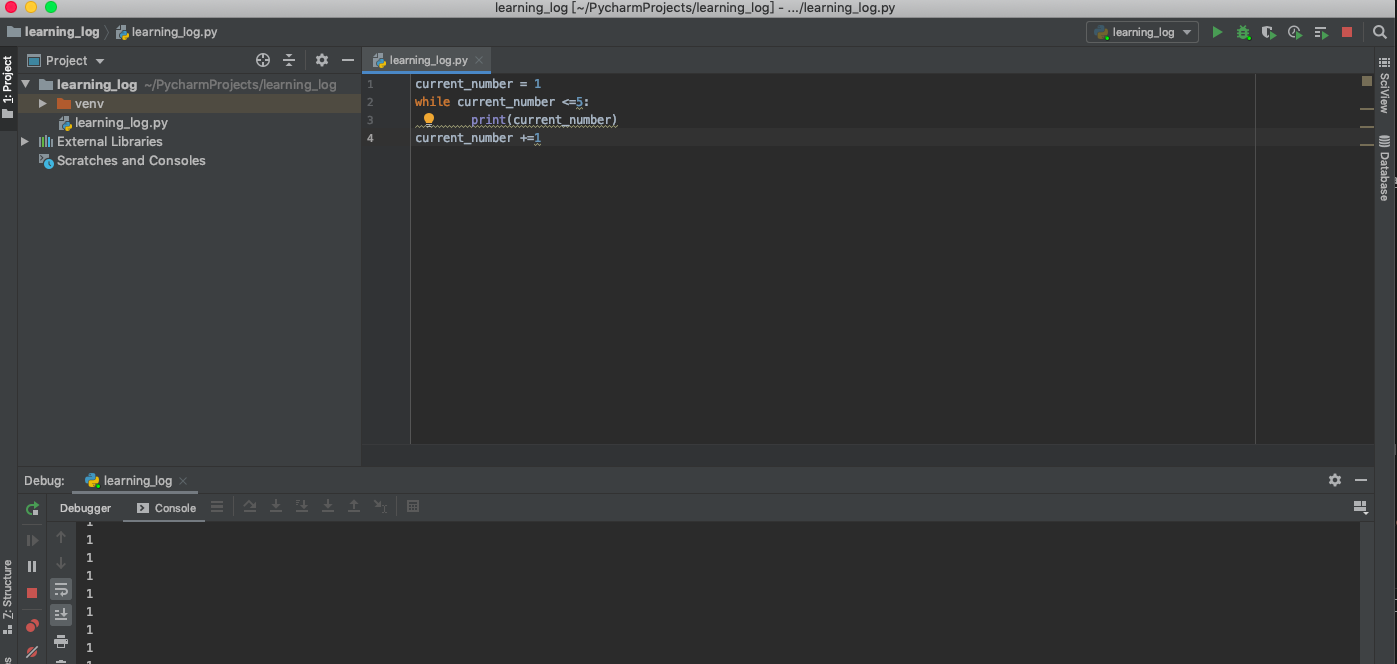 learning_log [~/PycharmProjects/learning_log] - .../learning_log.py
learning_log learning_log.py
learning_log
1: Project
Project
learning_log.py
learning_log ~/PycharmProjects/learning_log
venv
learning_log.py
External Libraries
Scratches and Consoles
1 current_number = 1
2 while current_number <=5:
3 print(current_number)
4 current_number +=1
SciView
Database
Debug: learning_log
Debugger Console
Z: Structure
1
1
1
1
1
1
1
1